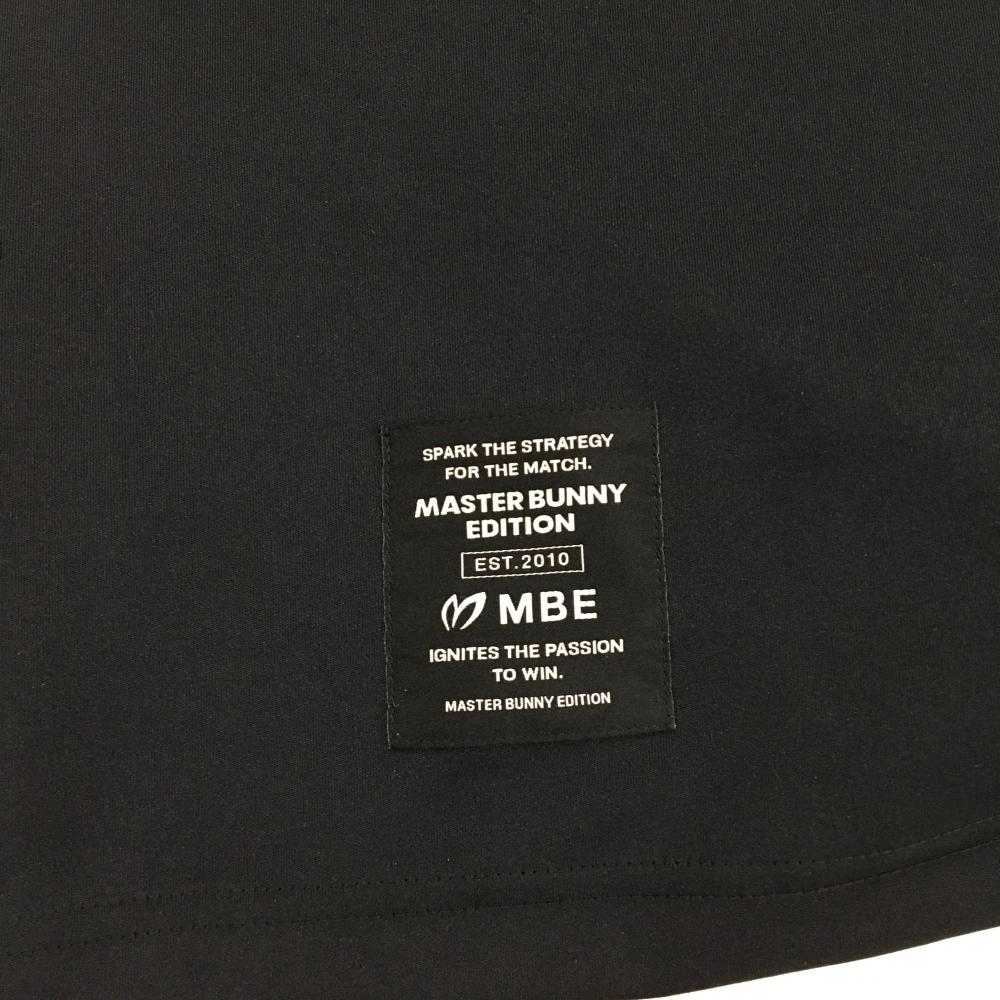 SPARK THE STRATEGY
FOR THE MATCH.
MASTER BUNNY
EDITION
EST.2010
MBE
IGNITES THE PASSION
TO WIN.
MASTER BUNNY EDITION